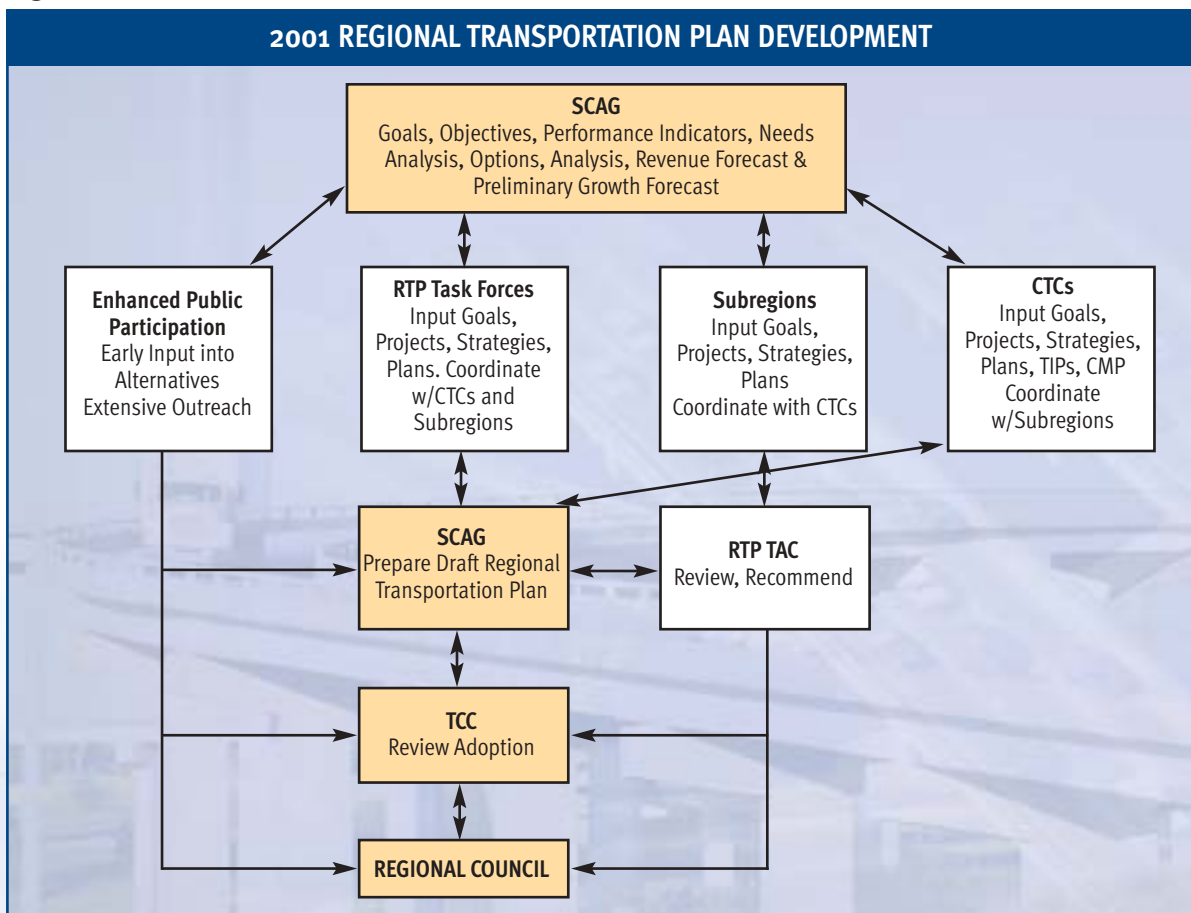 2001 REGIONAL TRANSPORTATION PLAN DEVELOPMENT
SCAG
Goals, Objectives, Performance Indicators, Needs
Analysis, Options, Analysis, Revenue Forecast &
Preliminary Growth Forecast
Enhanced Public
Participation
Early Input into
Alternatives
Extensive Outreach
RTP Task Forces
Input Goals,
Projects, Strategies,
Plans. Coordinate
w/CTCs and
Subregions
Subregions
Input Goals,
Projects, Strategies,
Plans
Coordinate with CTCs
CTCs
Input Goals,
Projects, Strategies,
Plans, TIPs, CMP
Coordinate
w/Subregions
SCAG
Prepare Draft Regional
Transportation Plan
RTP TAC
Review, Recommend
TCC
Review Adoption
REGIONAL COUNCIL